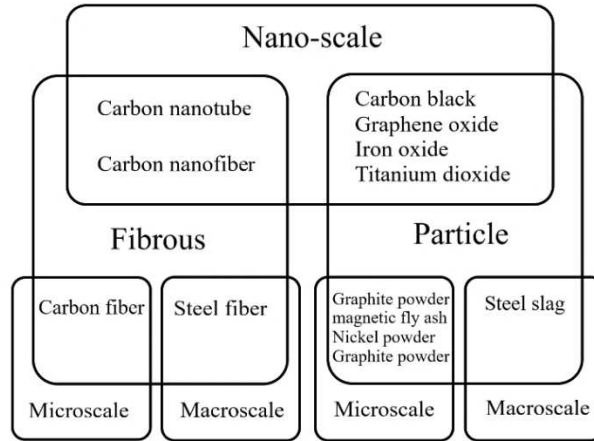 Nano-scale
Carbon nanotube
Carbon nanofiber
Carbon black
Graphene oxide
Iron oxide
Titanium dioxide
Fibrous
Particle
Carbon fiber
Steel fiber
Graphite powder
magnetic fly ash
Nickel powder
Graphite powder
Steel slag
Microscale
Macroscale
Microscale
Macroscale